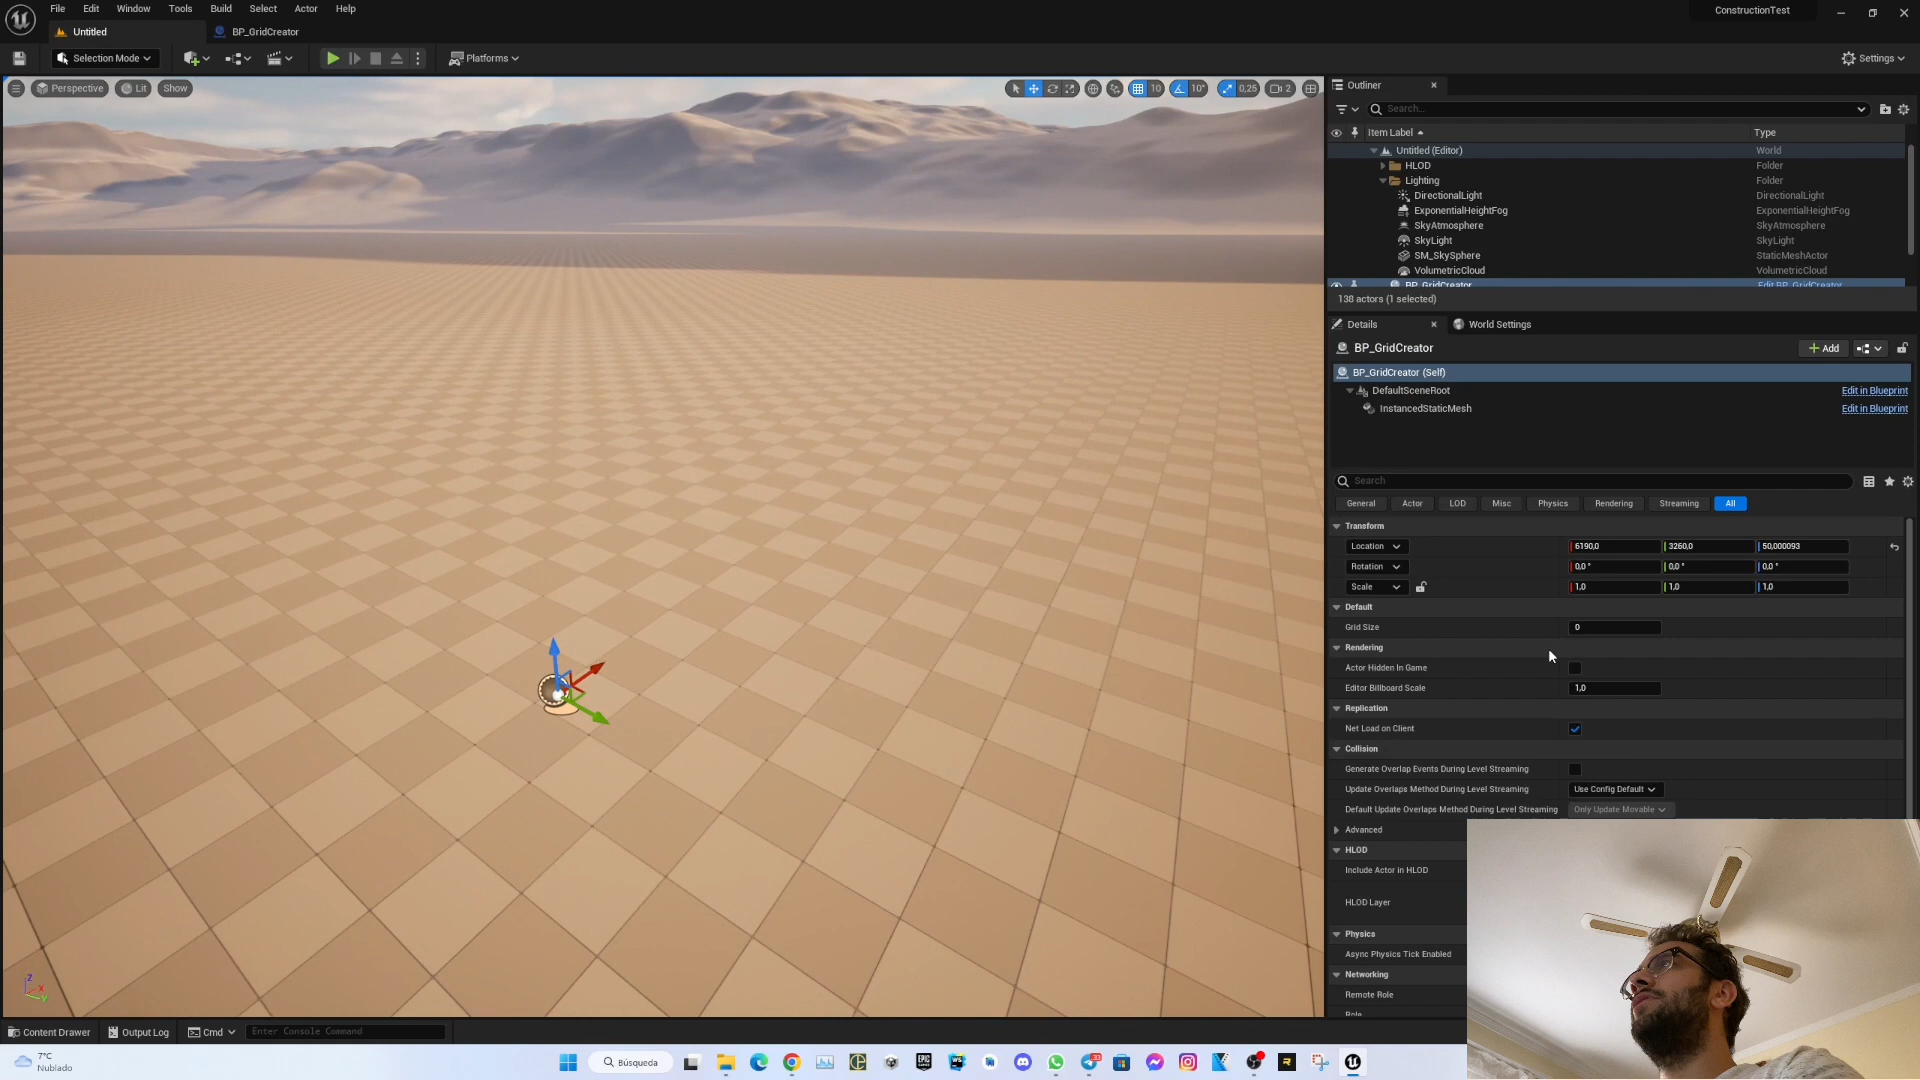 File Edit Window Tools Build Select Actor Help
ConstructionTest
Untitled
BP_GridCreator
Selection Mode
Platforms
Settings
Perspective Lit Show
10 10° 0,25 2
Outliner
Search...
Item Label Type
Untitled (Editor) World
HLOD Folder
Lighting Folder
DirectionalLight DirectionalLight
ExponentialHeightFog ExponentialHeightFog
SkyAtmosphere SkyAtmosphere
SkyLight SkyLight
SM_SkySphere StaticMeshActor
VolumetricCloud VolumetricCloud
BP_GridCreator Edit BP_GridCreator
138 actors (1 selected)
Details World Settings
BP_GridCreator
Add
BP_GridCreator (Self)
DefaultSceneRoot Edit in Blueprint
InstancedStaticMesh Edit in Blueprint
Search
General Actor LOD Misc Physics Rendering Streaming All
Transform
Location 6190,0 3260,0 50,000093
Rotation 0,0 ° 0,0 ° 0,0 °
Scale 1,0 1,0 1,0
Default
Grid Size 0
Rendering
Actor Hidden In Game
Editor Billboard Scale 1,0
Replication
Net Load on Client
Collision
Generate Overlap Events During Level Streaming
Update Overlaps Method During Level Streaming Use Config Default
Default Update Overlaps Method During Level Streaming Only Update Movable
Advanced
HLOD
Include Actor in HLOD
HLOD Layer
Physics
Async Physics Tick Enabled
Networking
Remote Role
Role
Z
X
Y
Content Drawer Output Log Cmd Enter Console Command
7°C
Nublado
Búsqueda
33